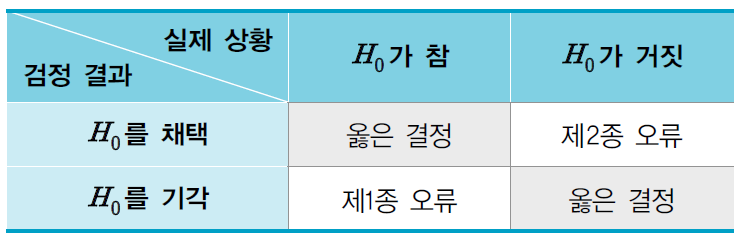 실제 상황
검정 결과
H₀가 참
H₀가 거짓
H₀를 채택
옳은 결정
제2종 오류
H₀를 기각
제1종 오류
옳은 결정